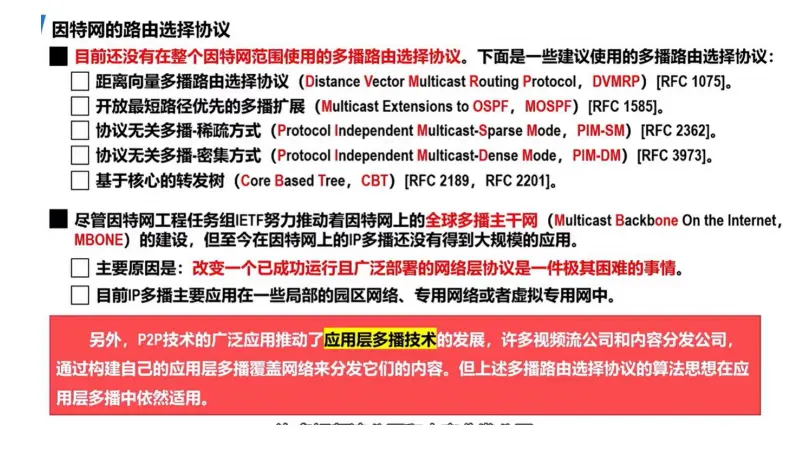 因特网的路由选择协议
目前还没有在整个因特网范围使用的多播路由选择协议。下面是一些建议使用的多播路由选择协议：
距离向量多播路由选择协议（Distance Vector Multicast Routing Protocol，DVMRP）[RFC 1075]。
开放最短路径优先的多播扩展（Multicast Extensions to OSPF，MOSPF）[RFC 1585]。
协议无关多播-稀疏方式（Protocol Independent Multicast-Sparse Mode，PIM-SM）[RFC 2362]。
协议无关多播-密集方式（Protocol Independent Multicast-Dense Mode，PIM-DM）[RFC 3973]。
基于核心的转发树（Core Based Tree，CBT）[RFC 2189，RFC 2201]。
尽管因特网工程任务组IETF努力推动着因特网上的全球多播主干网（Multicast Backbone On the Internet，
MBONE）的建设，但至今在因特网上的IP多播还没有得到大规模的应用。
主要原因是：改变一个已成功运行且广泛部署的网络层协议是一件极其困难的事情。
目前IP多播主要应用在一些局部的园区网络、专用网络或者虚拟专用网中。
另外，P2P技术的广泛应用推动了应用层多播技术的发展，许多视频流公司和内容分发公司，
通过构建自己的应用层多播覆盖网络来分发它们的内容。但上述多播路由选择协议的算法思想在应
用层多播中依然适用。